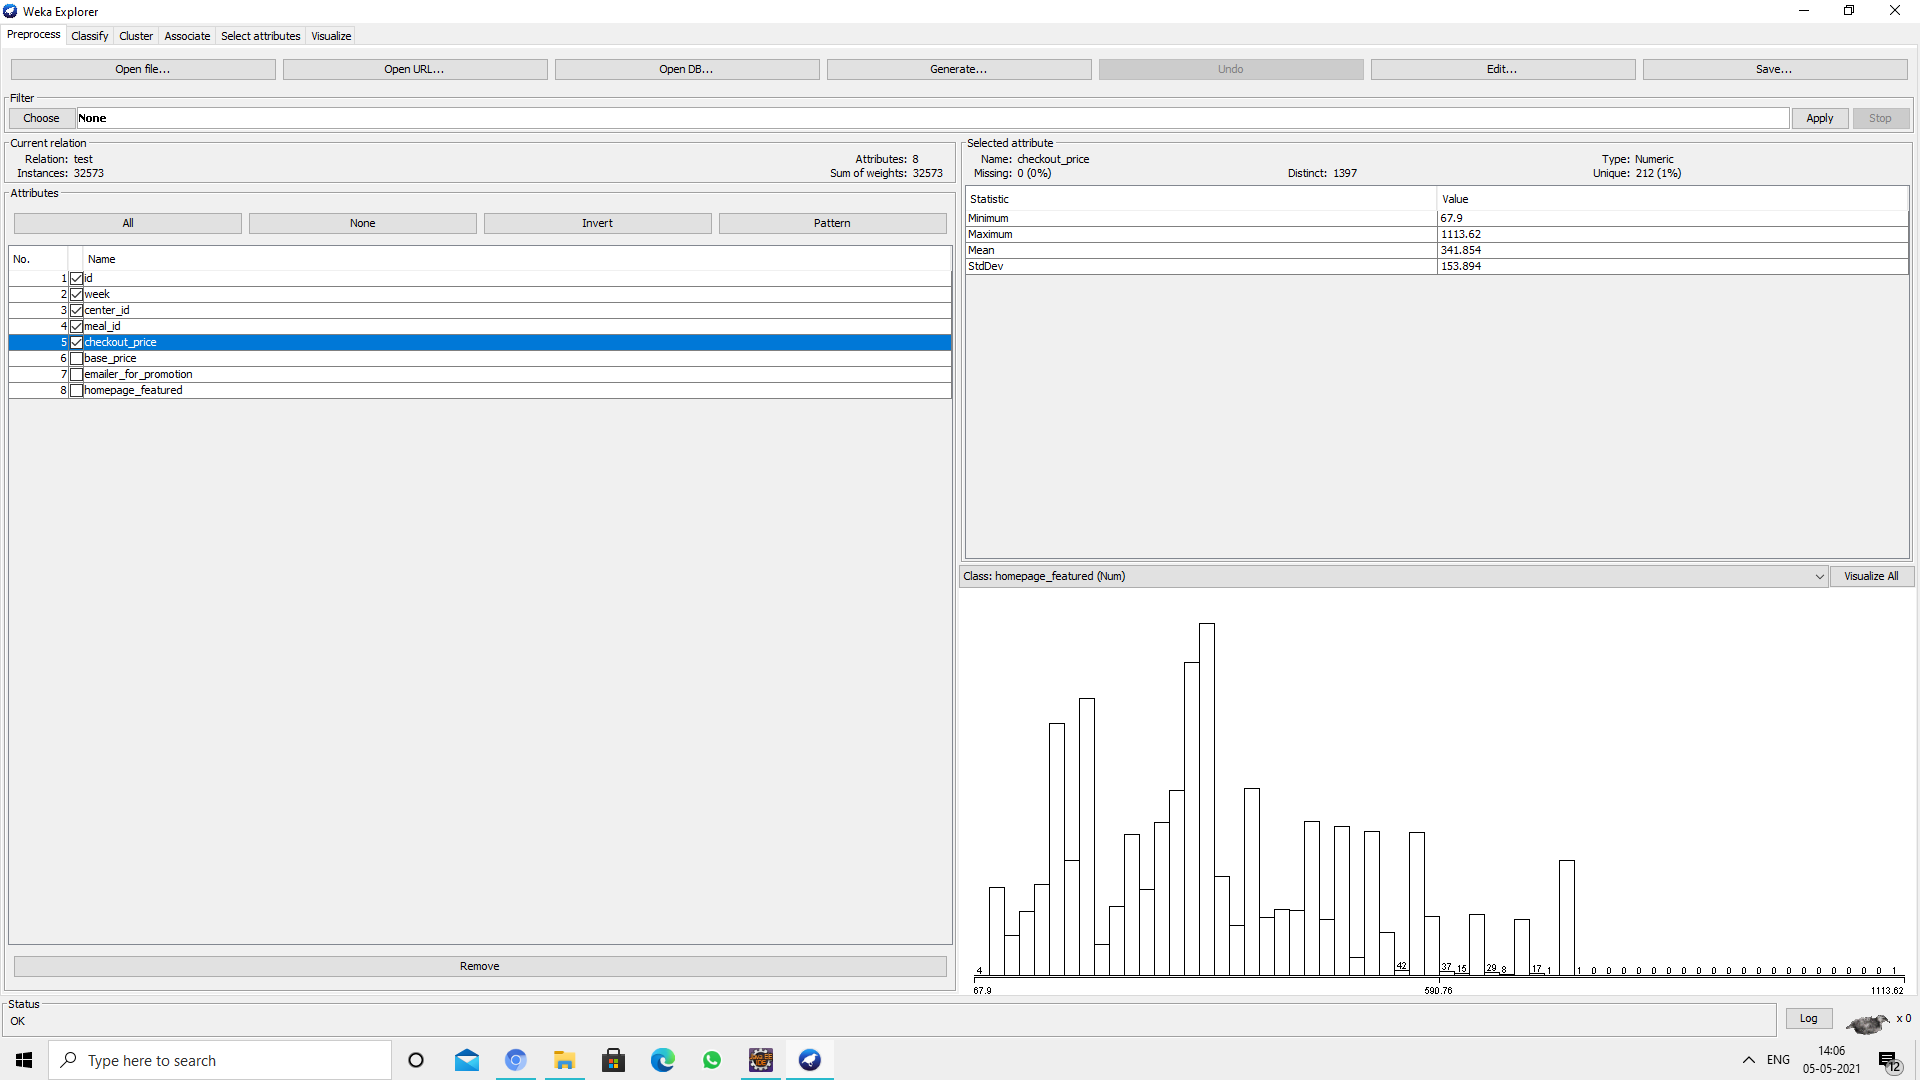 Weka Explorer
Preprocess Classify Cluster Associate Select attributes Visualize
Open file... Open URL... Open DB... Generate... Undo Edit... Save...
Filter
Choose None Apply Stop
Current relation
Relation: test Attributes: 8
Instances: 32573 Sum of weights: 32573
Attributes
All None Invert Pattern
No. Name
1 id
2 week
3 center_id
4 meal_id
5 checkout_price
6 base_price
7 emailer_for_promotion
8 homepage_featured
Remove
Selected attribute
Name: checkout_price Type: Numeric
Missing: 0 (0%) Distinct: 1397 Unique: 212 (1%)
Statistic Value
Minimum 67.9
Maximum 1113.62
Mean 341.854
StdDev 153.894
Class: homepage_featured (Num) Visualize All
4 42 37 15 29 8 17 1 1 0 0 0 0 0 0 0 0 0 0 0 0 0 0 0 0 0 0 0 0 1
67.9 590.76 1113.62
Status
OK
Log x 0
Type here to search
ENG 14:06
05-05-2021
12